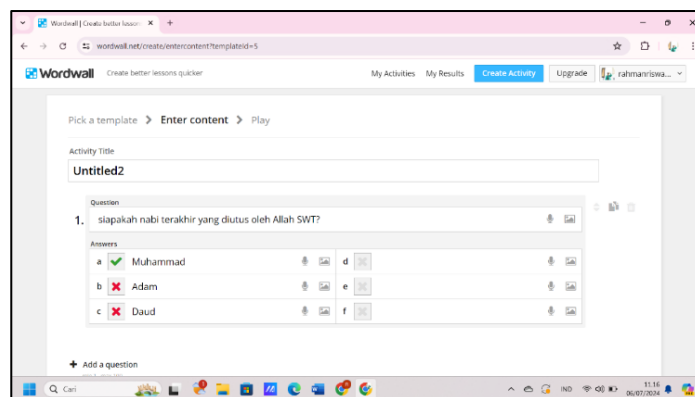 Wordwall | Create better lesson
wordwall.net/create/entercontent?templateId=5
Wordwall Create better lessons quicker My Activities My Results Create Activity Upgrade rahmanriswa...
Pick a template > Enter content > Play
Activity Title
Untitled2
Question
1. siapakah nabi terakhir yang diutus oleh Allah SWT?
Answers
a Muhammad d
b Adam e
c Daud f
+ Add a question
Cari IND 11.16
06/07/2024